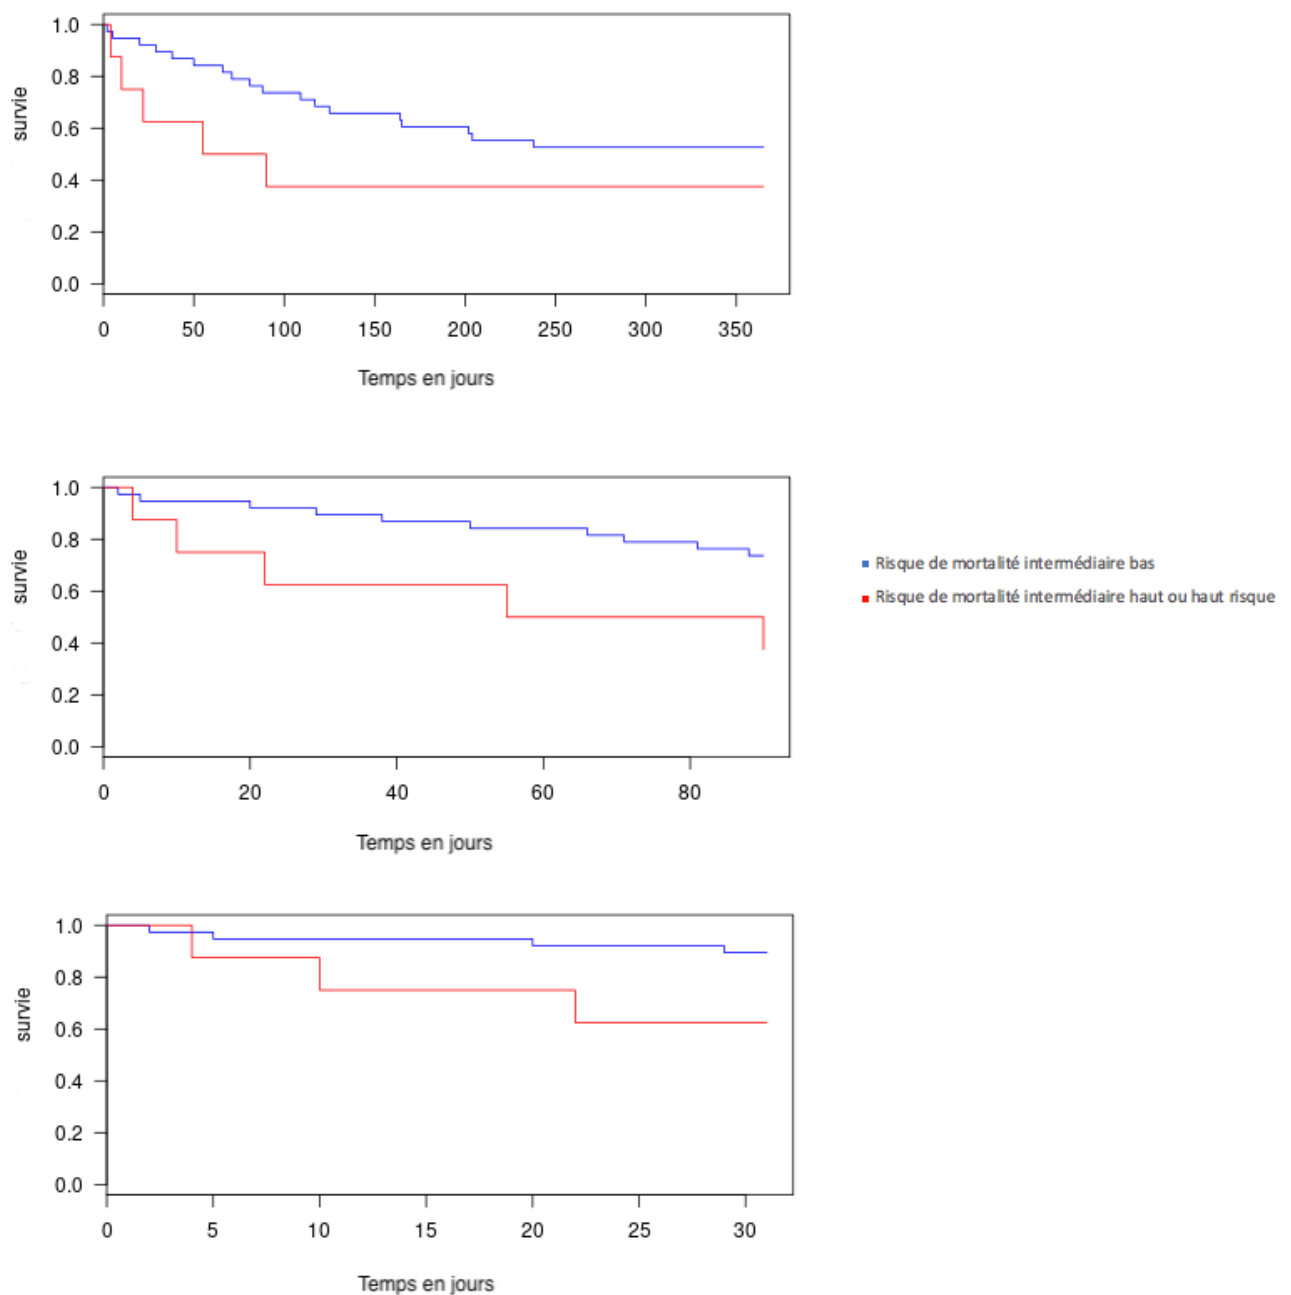 1.0
0.8
0.6
0.4
0.2
0.0
survie
0 50 100 150 200 250 300 350
Temps en jours
1.0
0.8
0.6
0.4
0.2
0.0
survie
0 20 40 60 80
Temps en jours
Risque de mortalité intermédiaire bas
Risque de mortalité intermédiaire haut ou haut risque
1.0
0.8
0.6
0.4
0.2
0.0
survie
0 5 10 15 20 25 30
Temps en jours